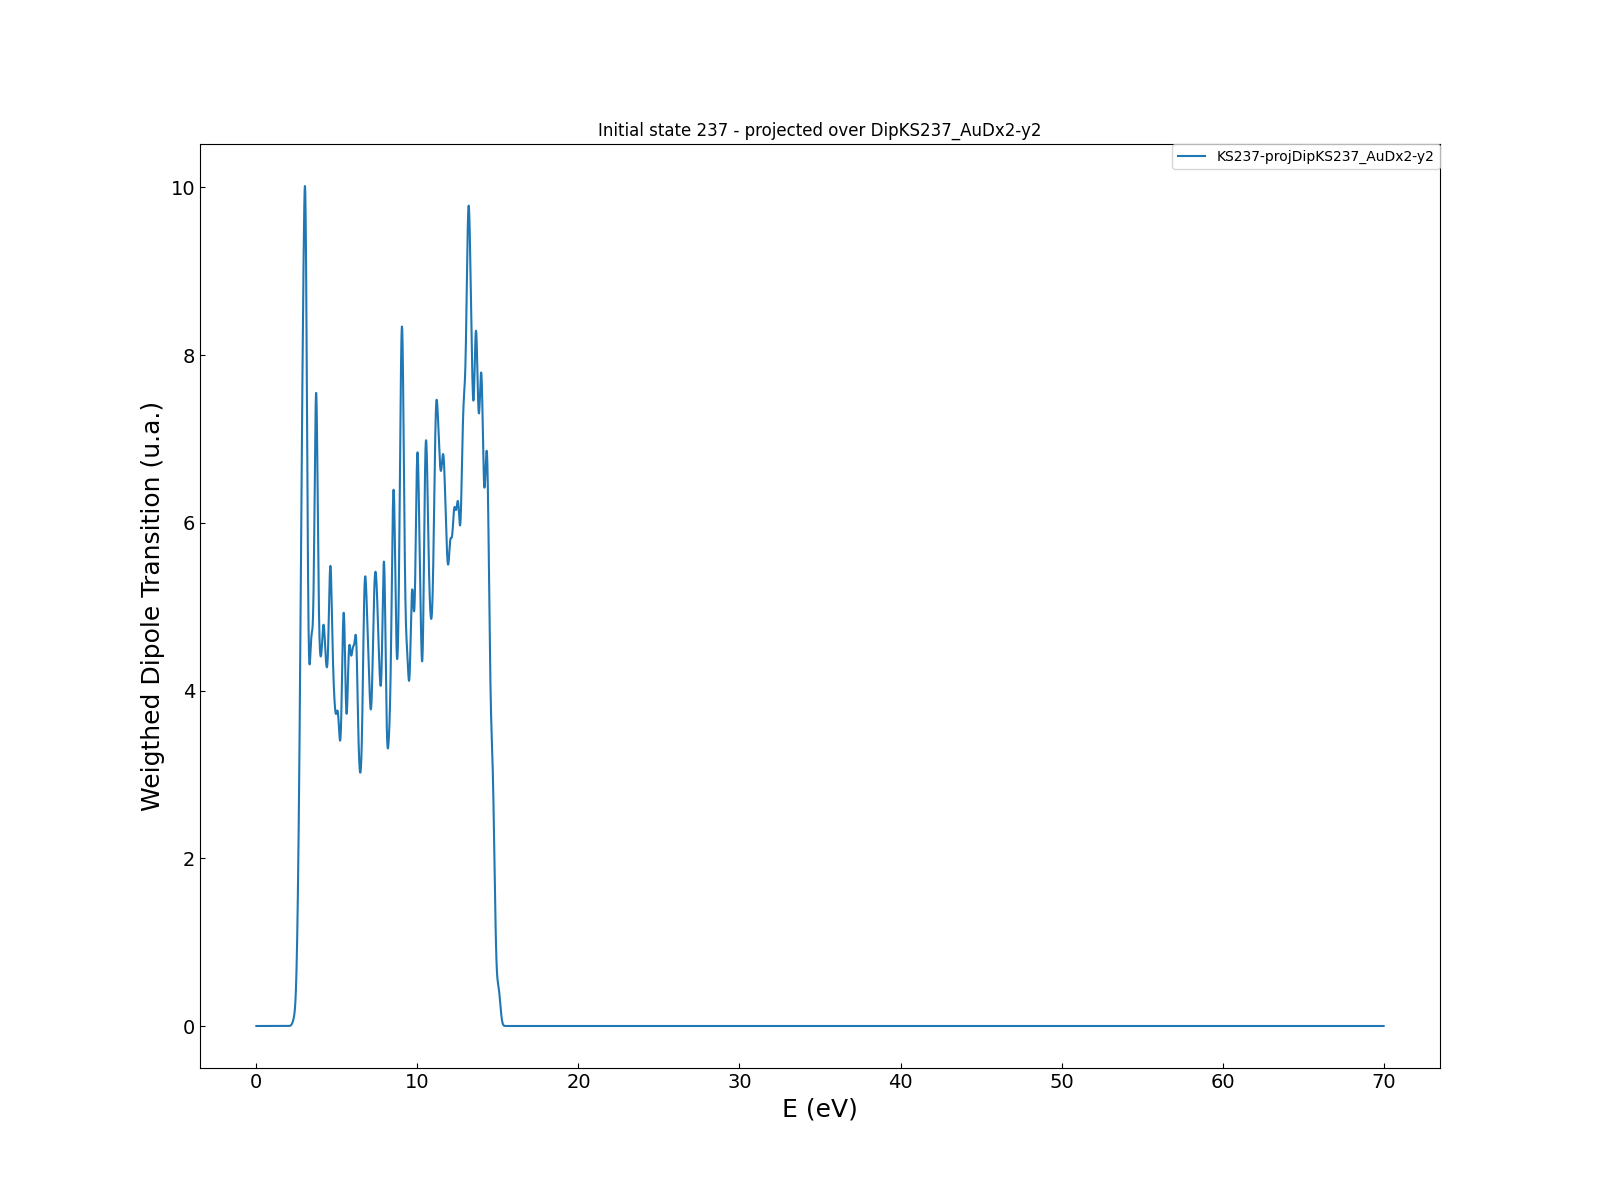 Initial state 237 - projected over DipKS237_AuDx2-y2
KS237-projDipKS237_AuDx2-y2
Weigthed Dipole Transition (u.a.)
10
8
6
4
2
0
0 10 20 30 40 50 60 70
E (eV)